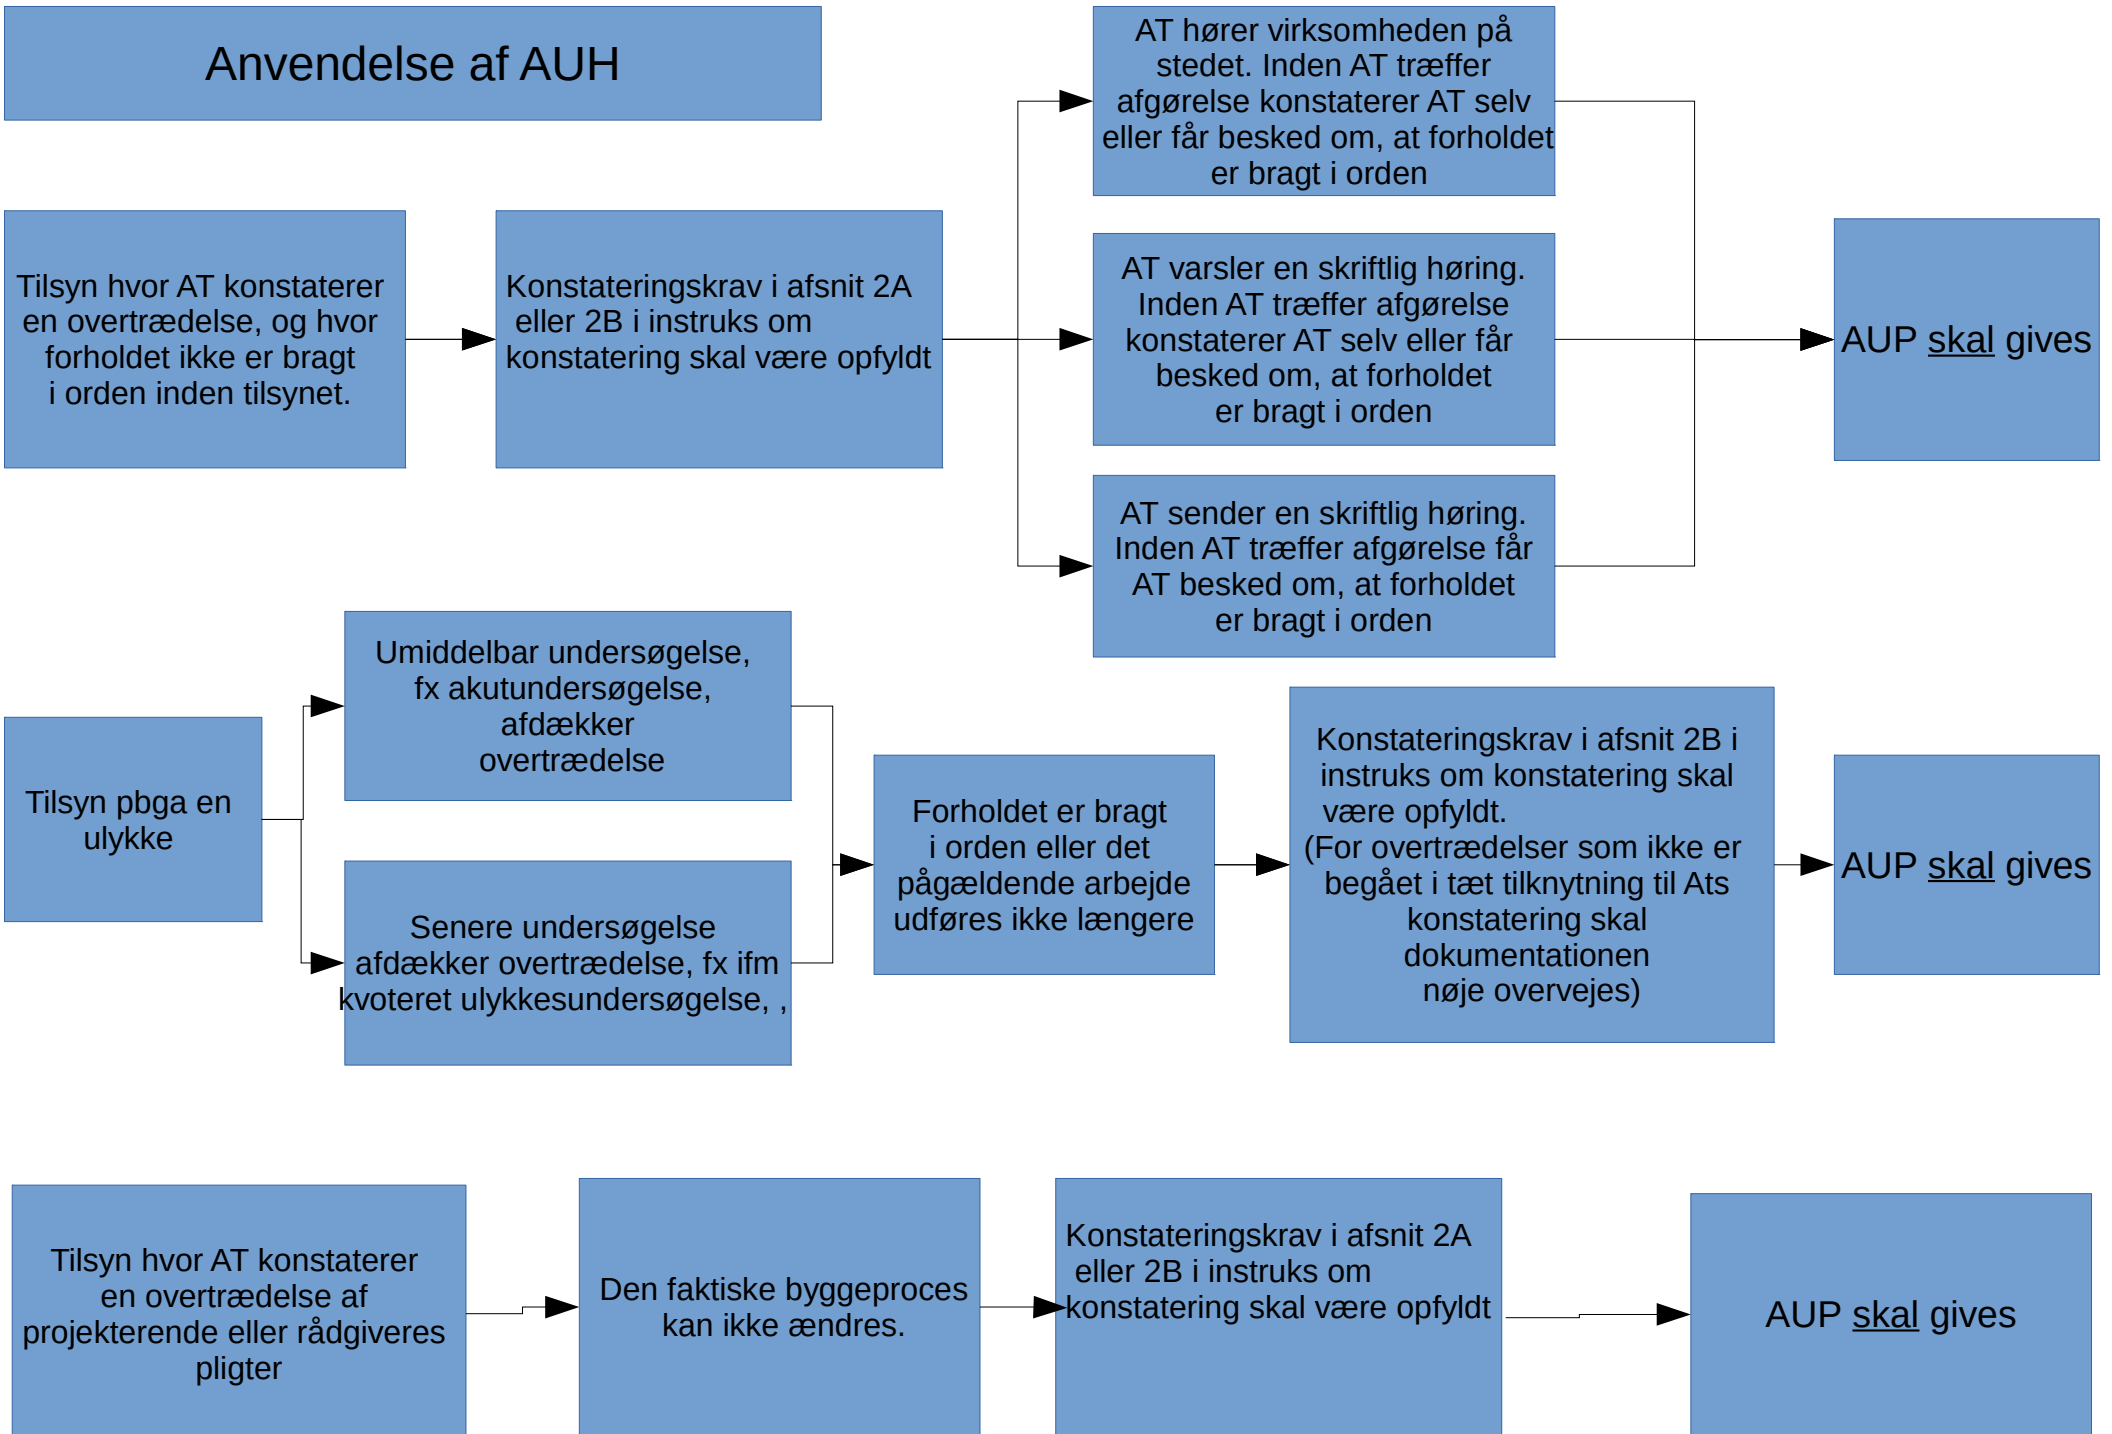 Anvendelse af AUH
AT hører virksomheden på
stedet. Inden AT træffer
afgørelse konstaterer AT selv
eller får besked om, at forholdet
er bragt i orden
Tilsyn hvor AT konstaterer
en overtrædelse, og hvor
forholdet ikke er bragt
i orden inden tilsynet.
Konstateringskrav i afsnit 2A
eller 2B i instruks om
konstatering skal være opfyldt
AT varsler en skriftlig høring.
Inden AT træffer afgørelse
konstaterer AT selv eller får
besked om, at forholdet
er bragt i orden
AUP skal gives
AT sender en skriftlig høring.
Inden AT træffer afgørelse får
AT besked om, at forholdet
er bragt i orden
Tilsyn pbga en
ulykke
Umiddelbar undersøgelse,
fx akutundersøgelse,
afdækker
overtrædelse
Senere undersøgelse
afdækker overtrædelse, fx ifm
kvoteret ulykkesundersøgelse, ,
Forholdet er bragt
i orden eller det
pågældende arbejde
udføres ikke længere
Konstateringskrav i afsnit 2B i
instruks om konstatering skal
være opfyldt.
(For overtrædelser som ikke er
begået i tæt tilknytning til Ats
konstatering skal
dokumentationen
nøje overvejes)
AUP skal gives
Tilsyn hvor AT konstaterer
en overtrædelse af
projekterende eller rådgiveres
pligter
Den faktiske byggeproces
kan ikke ændres.
Konstateringskrav i afsnit 2A
eller 2B i instruks om
konstatering skal være opfyldt
AUP skal gives